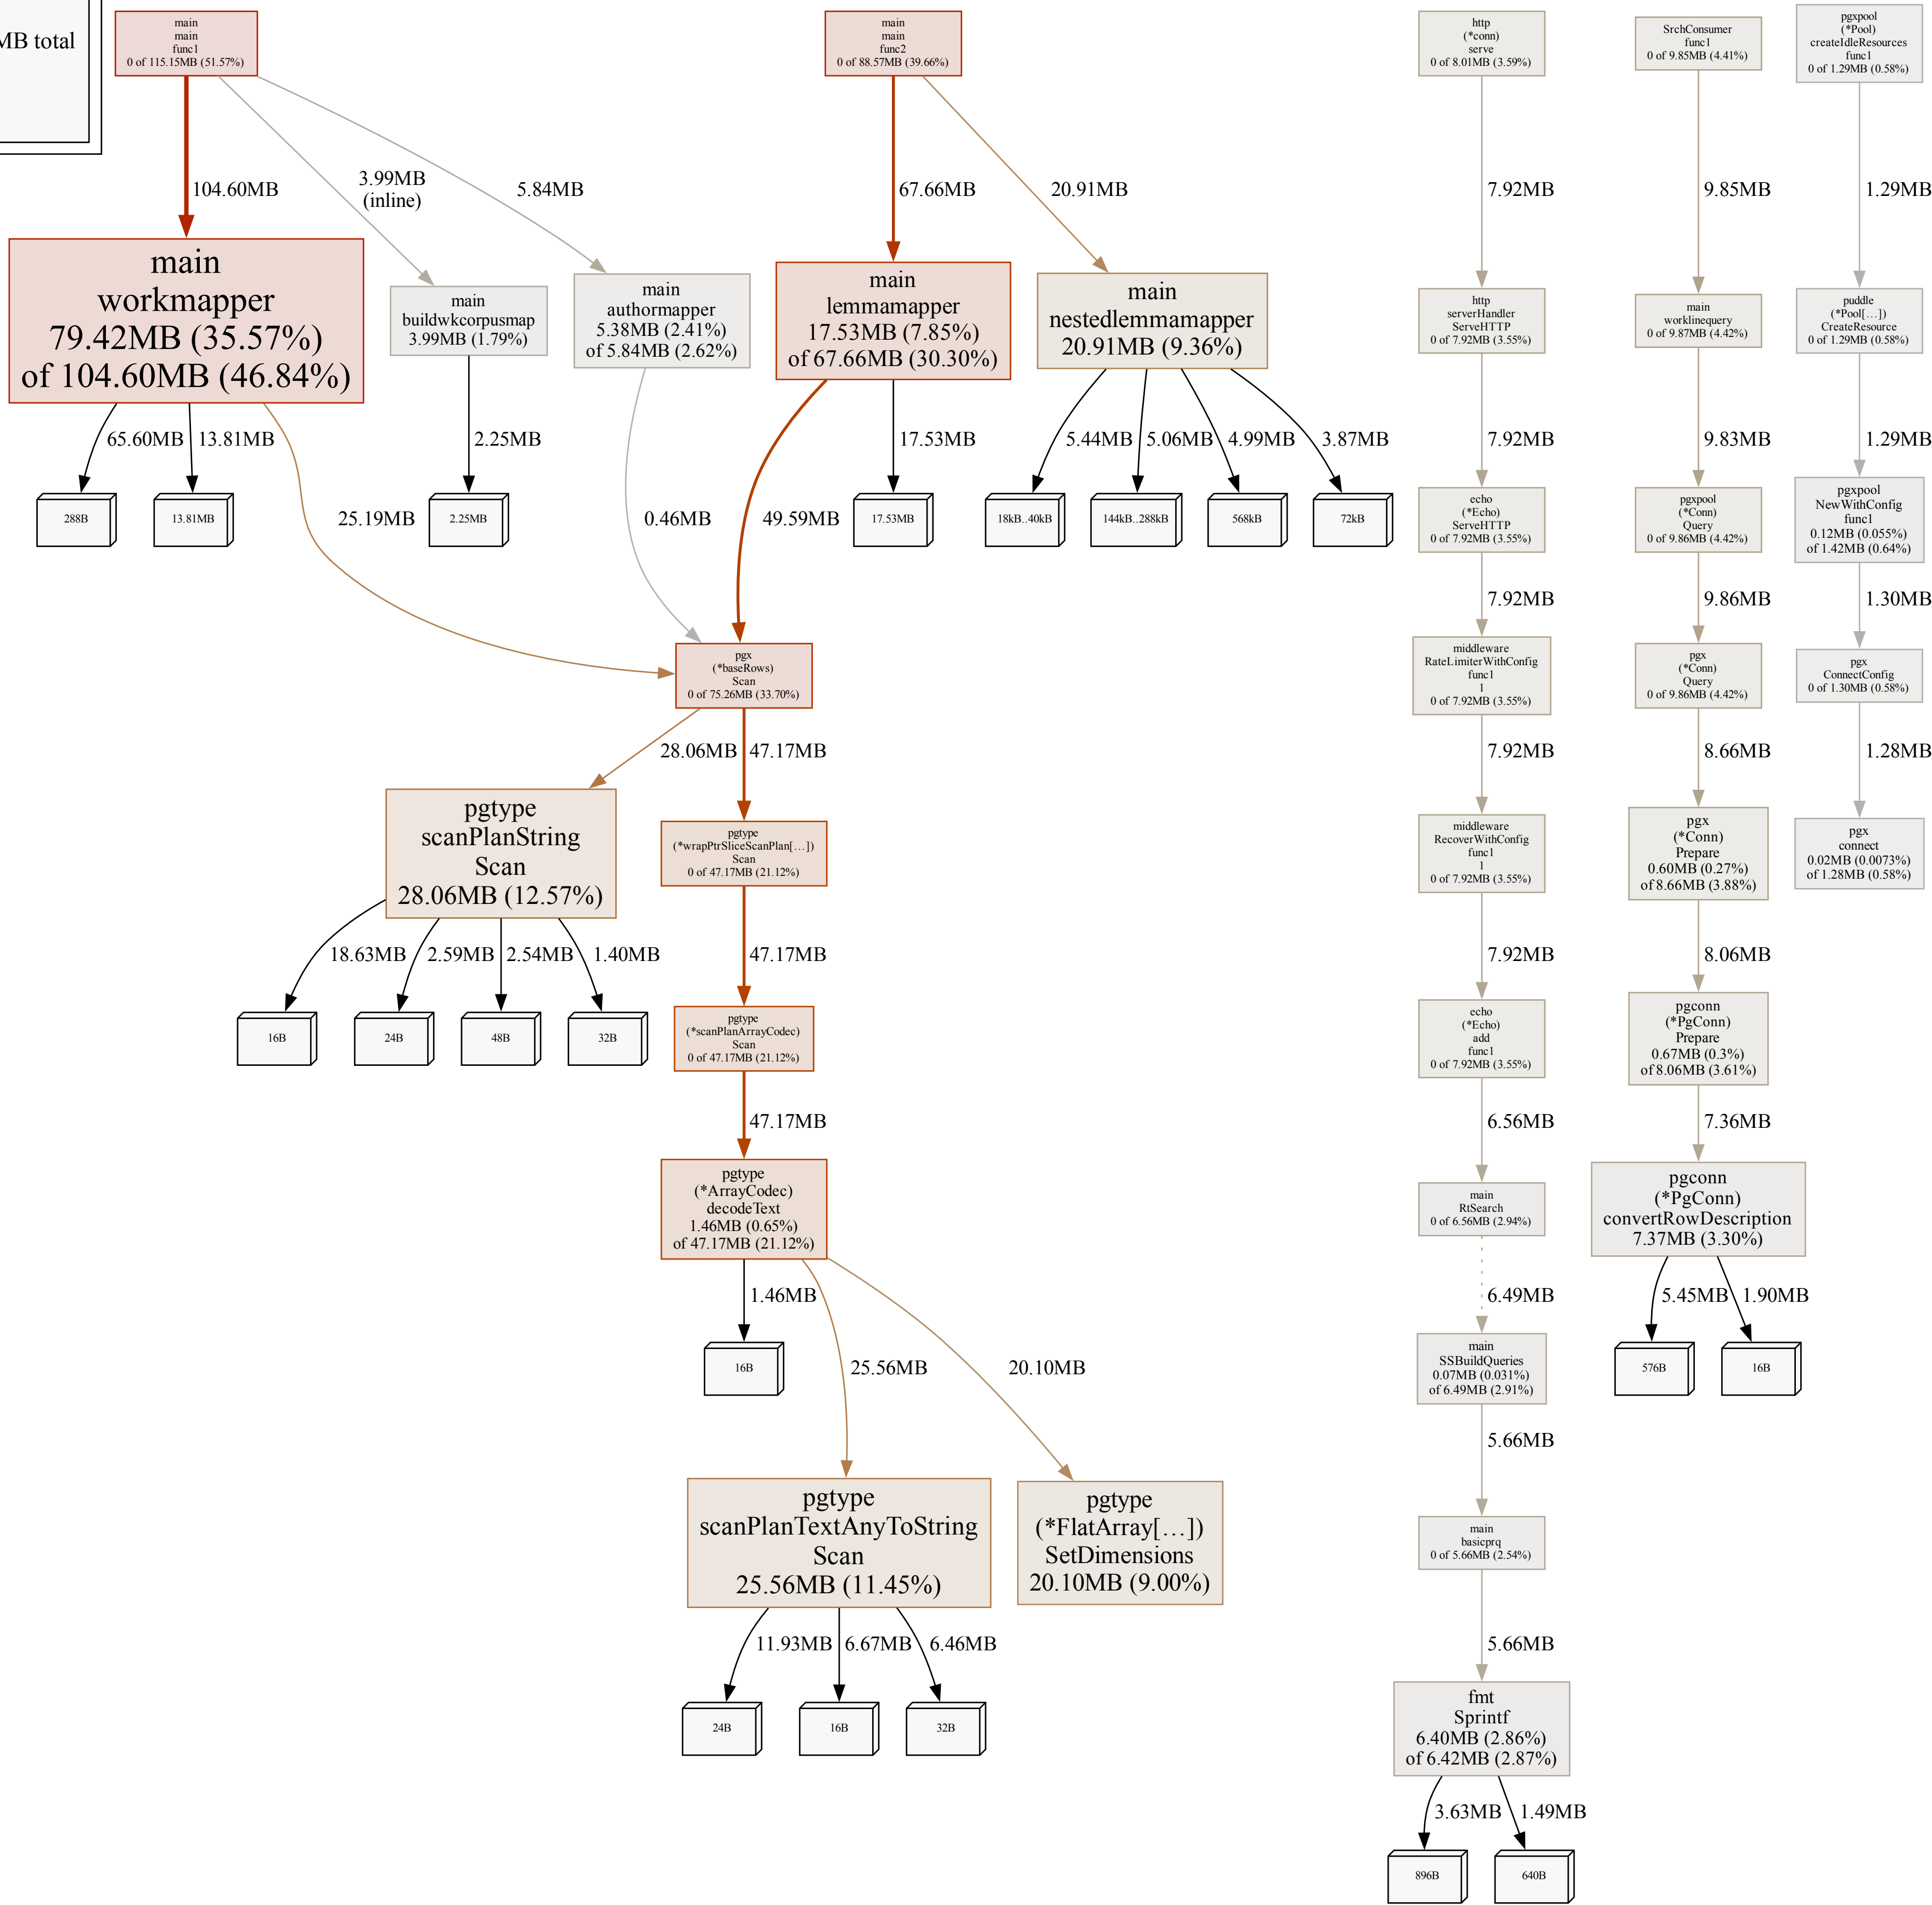 MB total
main
main
func1
0 of 115.15MB (51.57%)
main
main
func2
0 of 88.57MB (39.66%)
http
(*conn)
serve
0 of 8.01MB (3.59%)
SrchConsumer
func1
0 of 9.85MB (4.41%)
pgxpool
(*Pool)
createIdleResources
func1
0 of 1.29MB (0.58%)
104.60MB
3.99MB
(inline)
5.84MB
67.66MB
20.91MB
7.92MB
9.85MB
1.29MB
main
workmapper
79.42MB (35.57%)
of 104.60MB (46.84%)
main
buildwkcorpusmap
3.99MB (1.79%)
main
authormapper
5.38MB (2.41%)
of 5.84MB (2.62%)
main
lemmamapper
17.53MB (7.85%)
of 67.66MB (30.30%)
main
nestedlemmamapper
20.91MB (9.36%)
http
serverHandler
ServeHTTP
0 of 7.92MB (3.55%)
main
worklinequery
0 of 9.87MB (4.42%)
puddle
(*Pool[…])
CreateResource
0 of 1.29MB (0.58%)
65.60MB
13.81MB
2.25MB
17.53MB
5.44MB
5.06MB
4.99MB
3.87MB
7.92MB
9.83MB
1.29MB
288B
13.81MB
25.19MB
2.25MB
0.46MB
49.59MB
17.53MB
18kB..40kB
144kB..288kB
568kB
72kB
echo
(*Echo)
ServeHTTP
0 of 7.92MB (3.55%)
pgxpool
(*Conn)
Query
0 of 9.86MB (4.42%)
pgxpool
NewWithConfig
func1
0.12MB (0.055%)
of 1.42MB (0.64%)
7.92MB
9.86MB
1.30MB
pgx
(*baseRows)
Scan
0 of 75.26MB (33.70%)
middleware
RateLimiterWithConfig
func1
1
0 of 7.92MB (3.55%)
pgx
(*Conn)
Query
0 of 9.86MB (4.42%)
pgx
ConnectConfig
0 of 1.30MB (0.58%)
28.06MB
47.17MB
7.92MB
8.66MB
1.28MB
pgtype
scanPlanString
Scan
28.06MB (12.57%)
pgtype
(*wrapPtrSliceScanPlan[…])
Scan
0 of 47.17MB (21.12%)
middleware
RecoverWithConfig
func1
1
0 of 7.92MB (3.55%)
pgx
(*Conn)
Prepare
0.60MB (0.27%)
of 8.66MB (3.88%)
pgx
connect
0.02MB (0.0073%)
of 1.28MB (0.58%)
18.63MB
2.59MB
2.54MB
1.40MB
47.17MB
7.92MB
8.06MB
16B
24B
48B
32B
pgtype
(*scanPlanArrayCodec)
Scan
0 of 47.17MB (21.12%)
echo
(*Echo)
add
func1
0 of 7.92MB (3.55%)
pgconn
(*PgConn)
Prepare
0.67MB (0.3%)
of 8.06MB (3.61%)
47.17MB
6.56MB
7.36MB
pgtype
(*ArrayCodec)
decodeText
1.46MB (0.65%)
of 47.17MB (21.12%)
main
RtSearch
0 of 6.56MB (2.94%)
pgconn
(*PgConn)
convertRowDescription
7.37MB (3.30%)
1.46MB
25.56MB
20.10MB
6.49MB
5.45MB
1.90MB
16B
main
SSBuildQueries
0.07MB (0.031%)
of 6.49MB (2.91%)
576B
16B
5.66MB
pgtype
scanPlanTextAnyToString
Scan
25.56MB (11.45%)
pgtype
(*FlatArray[…])
SetDimensions
20.10MB (9.00%)
main
basicprq
0 of 5.66MB (2.54%)
11.93MB
6.67MB
6.46MB
5.66MB
24B
16B
32B
fmt
Sprintf
6.40MB (2.86%)
of 6.42MB (2.87%)
3.63MB
1.49MB
896B
640B